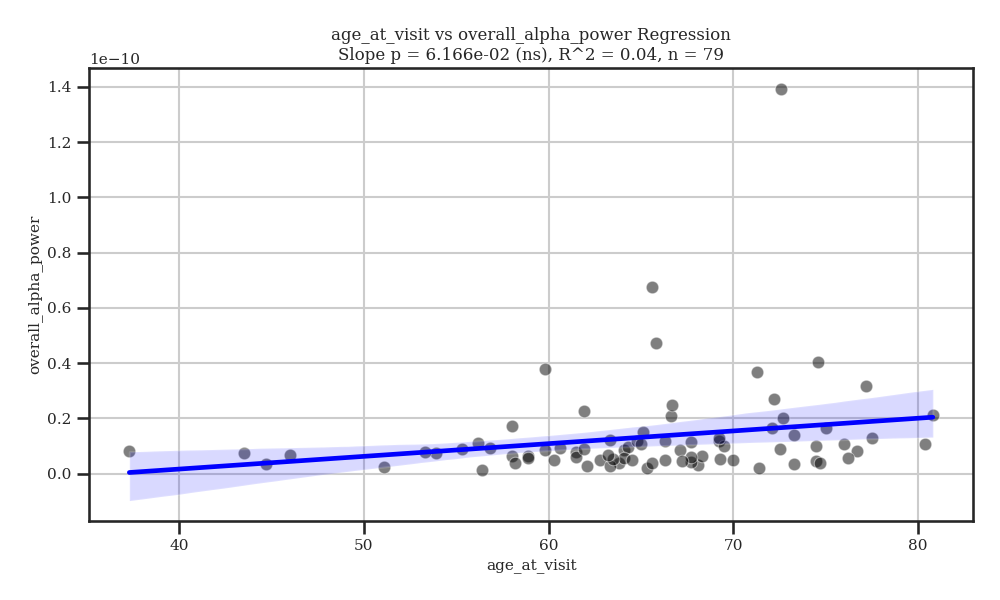 age_at_visit vs overall_alpha_power Regression
Slope p = 6.166e-02 (ns), R^2 = 0.04, n = 79
1e−10
1.4
1.2
1.0
0.8
0.6
0.4
0.2
0.0
overall_alpha_power
40 50 60 70 80
age_at_visit